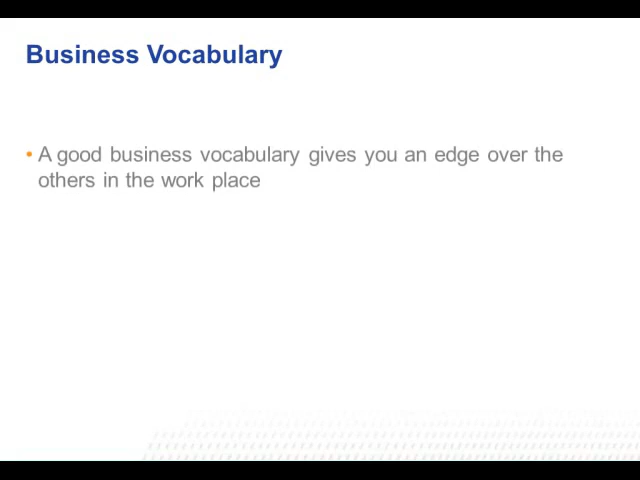 Business Vocabulary
• A good business vocabulary gives you an edge over the
others in the work place